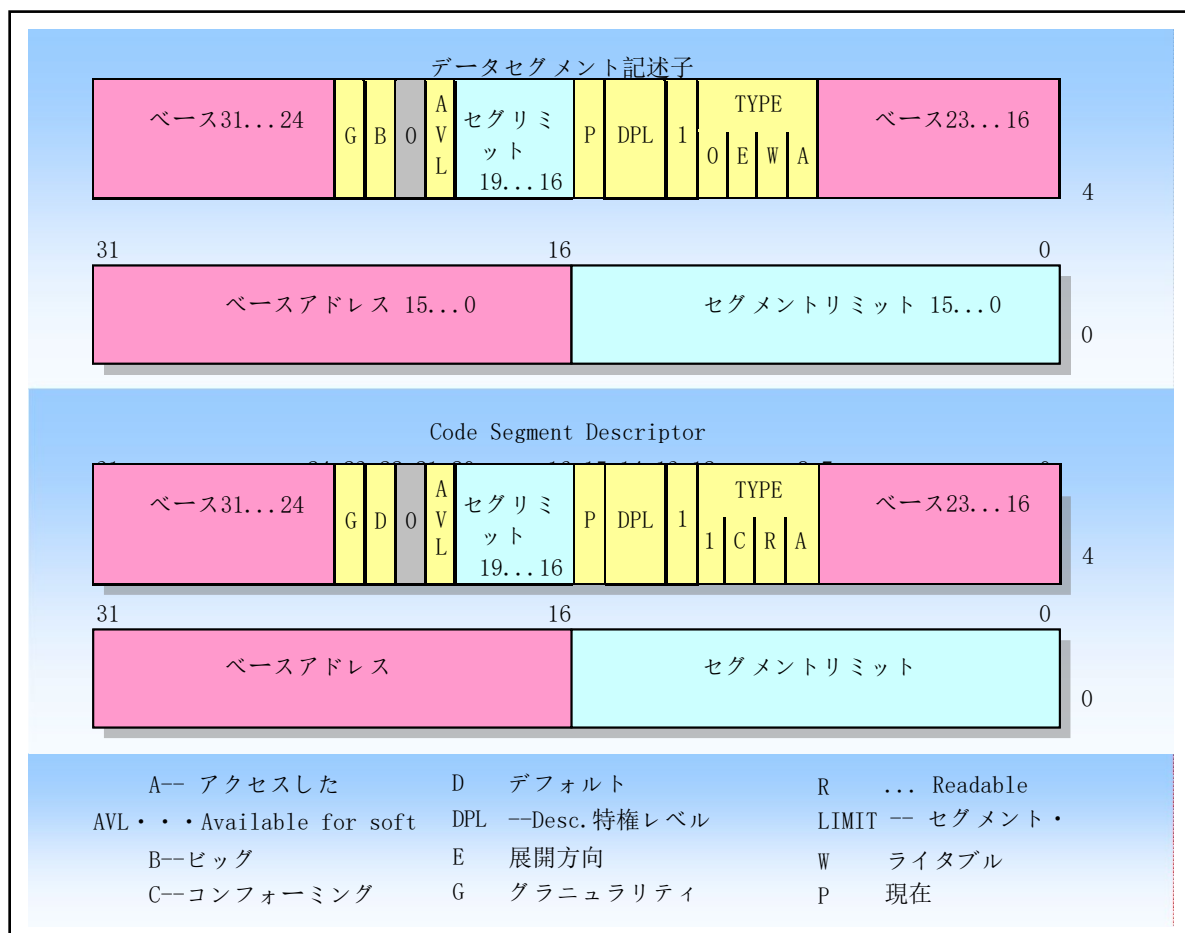 データセグメント記述子
ベース31...24
G
B
0
AVL
セグリミット
19...16
P
DPL
1
TYPE
0
E
W
A
ベース23...16
4
31
16
0
ベースアドレス 15...0
セグメントリミット 15...0
0
Code Segment Descriptor
ベース31...24
G
D
0
AVL
セグリミット
19...16
P
DPL
1
TYPE
1
C
R
A
ベース23...16
4
31
16
0
ベースアドレス
セグメントリミット
0
A-- アクセスした
D デフォルト
R ... Readable
AVL・・・Available for soft
DPL --Desc.特権レベル
LIMIT -- セグメント・
B--ビッグ
E 展開方向
W ライタブル
C--コンフォーミング
G グラニュラリティ
P 現在